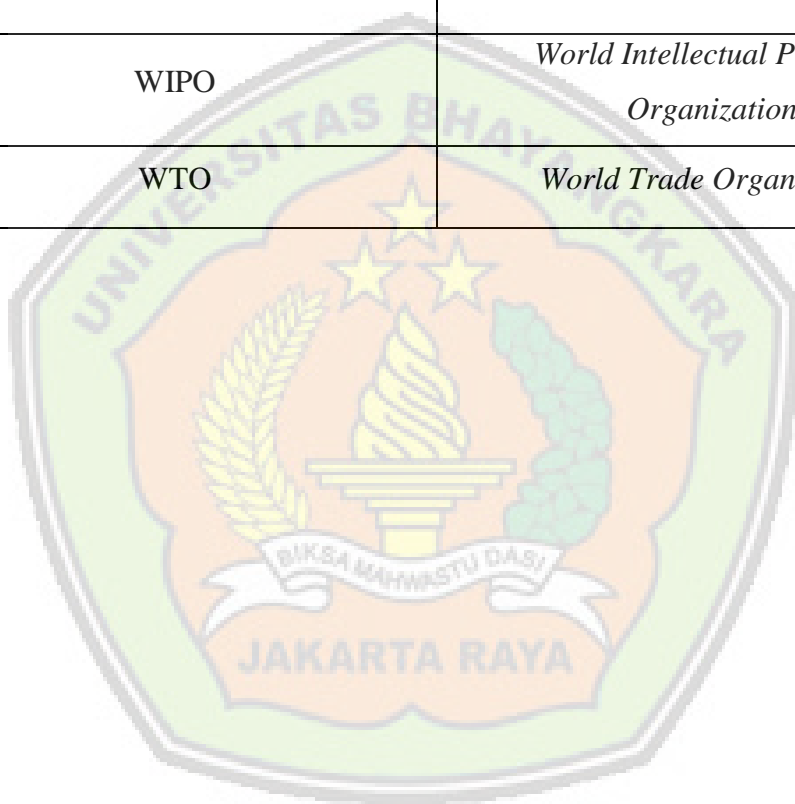 WIPO
World Intellectual P
Organization
WTO
World Trade Organ
UNIVERSITAS BHAYANGKARA
BIKSA MAHWASTU DASI
JAKARTA RAYA